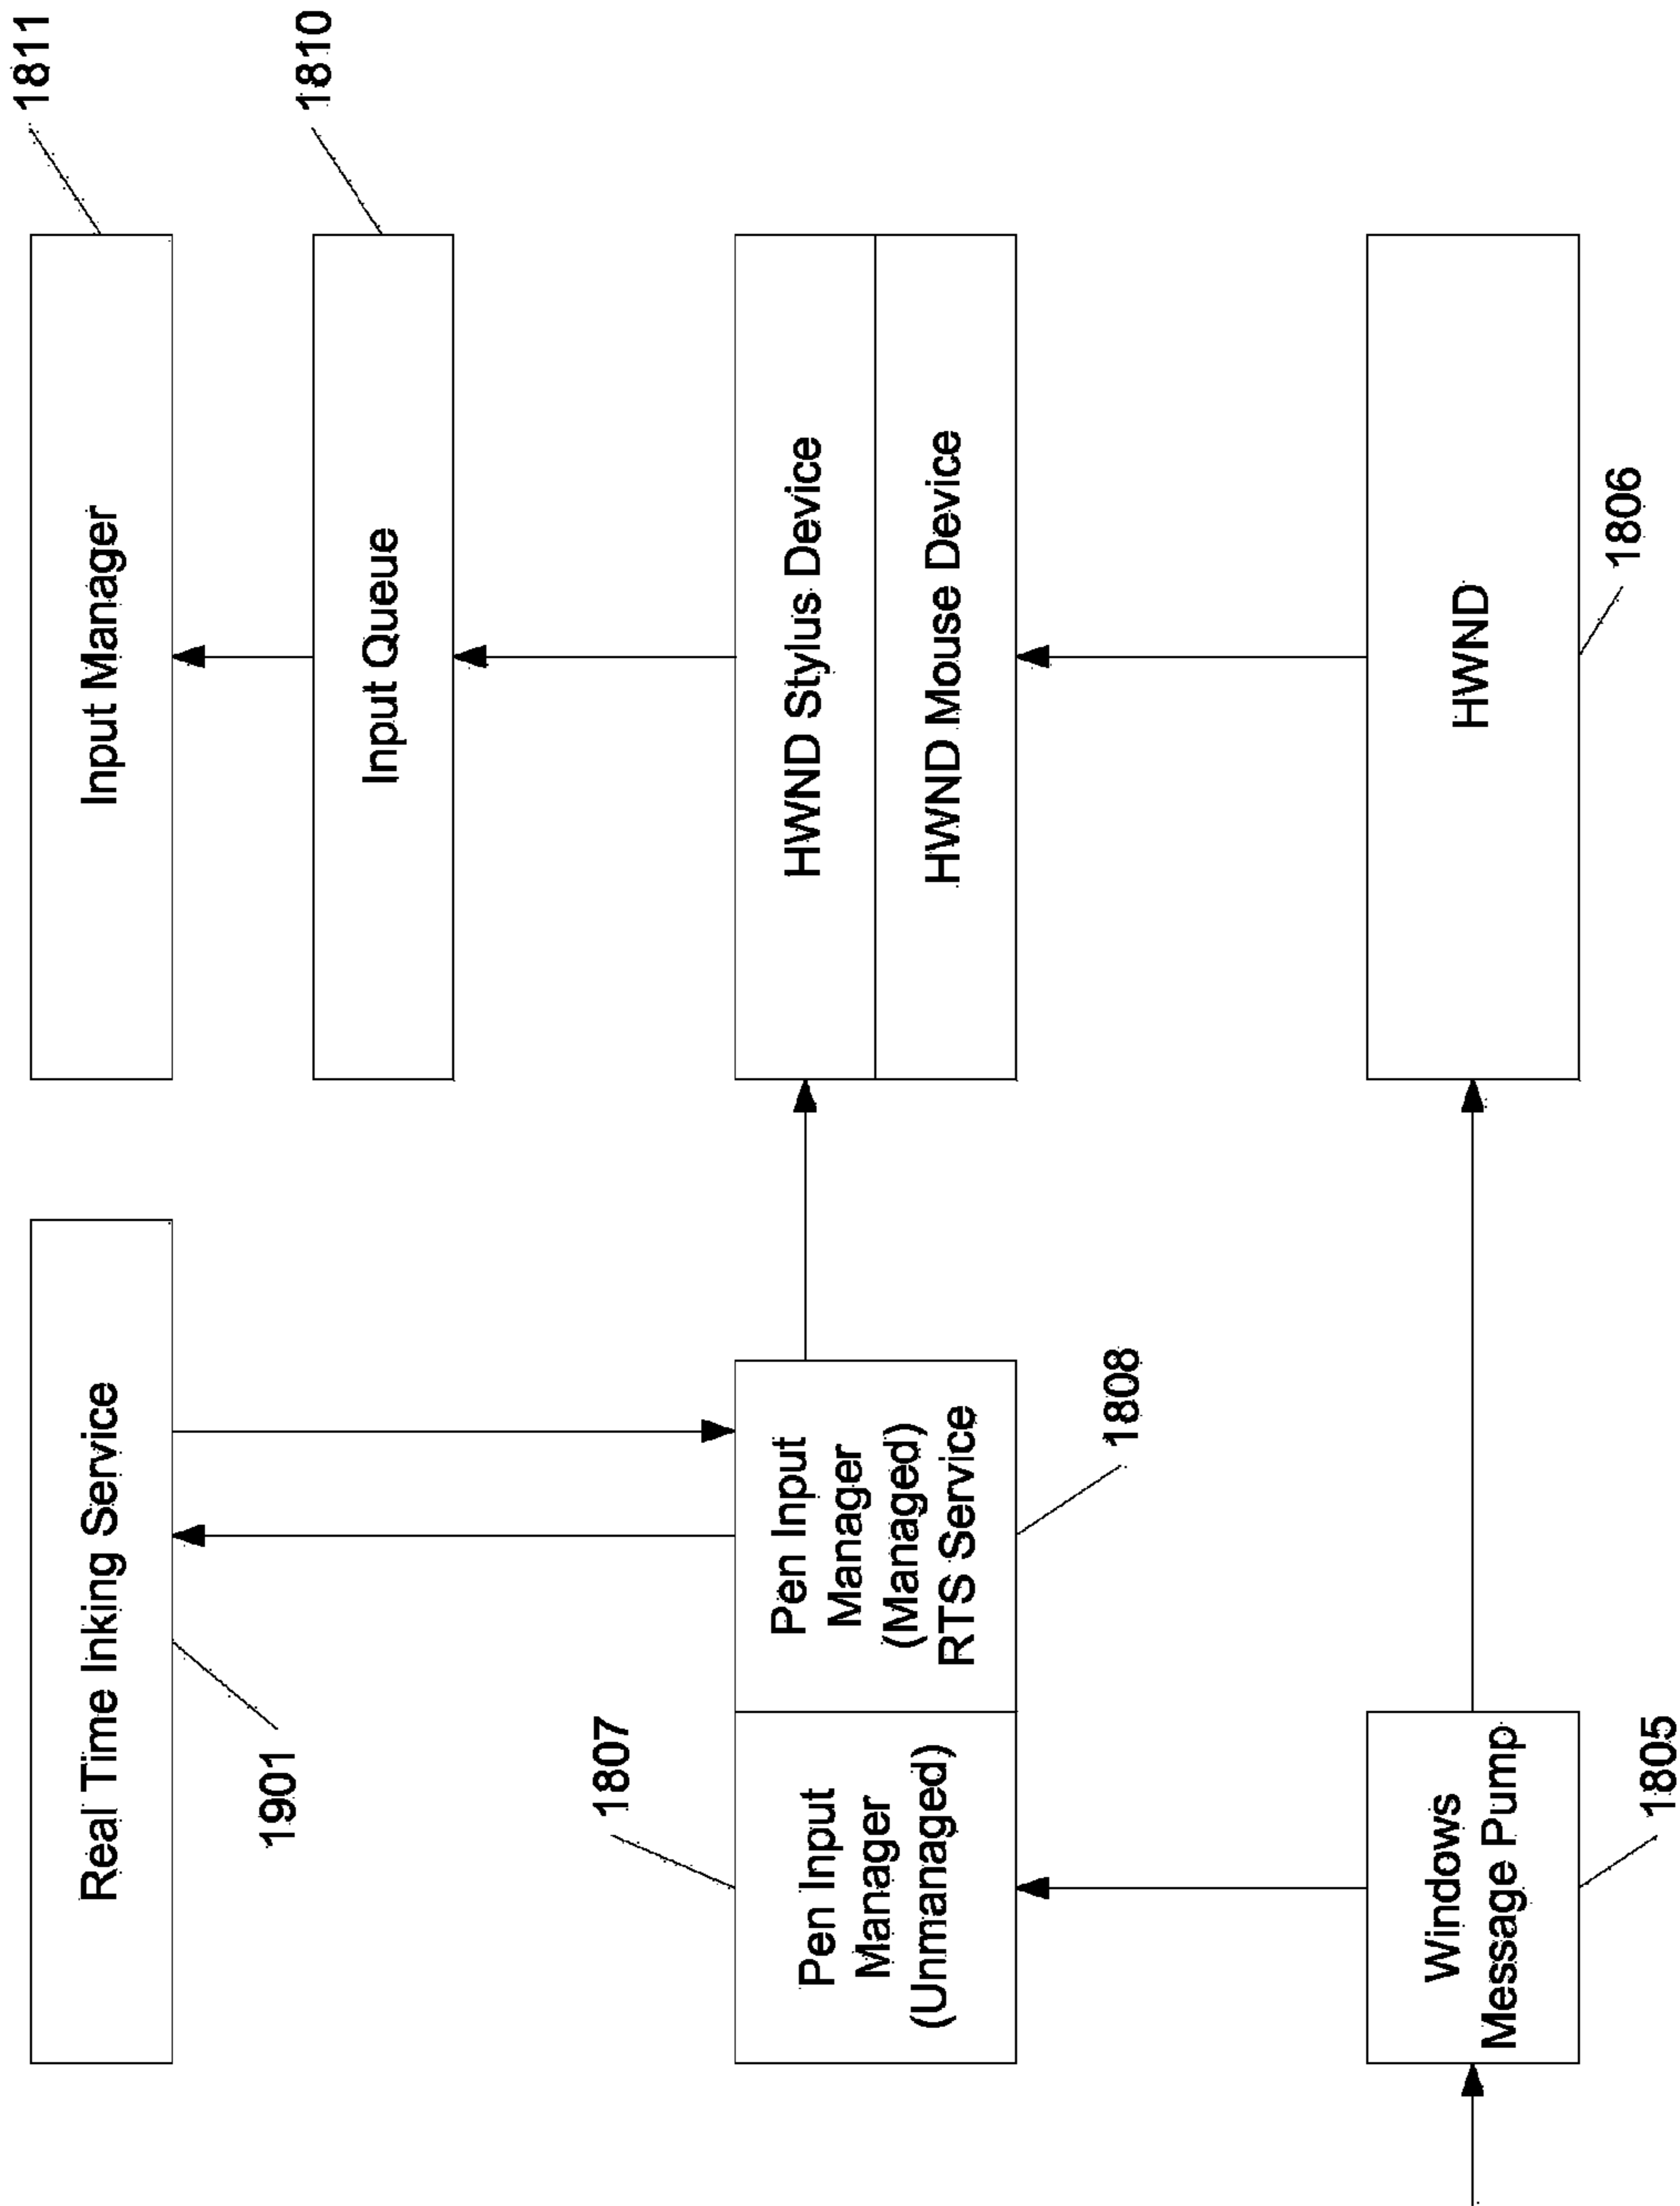 Real Time Inking Service
1901
Input Manager
1811
Input Queue
1810
1807
Pen Input
Manager
(Unmanaged)
Pen Input
Manager
(Managed)
RTS Service
1808
HWND Stylus Device
HWND Mouse Device
Windows
Message Pump
1805
HWND
1806